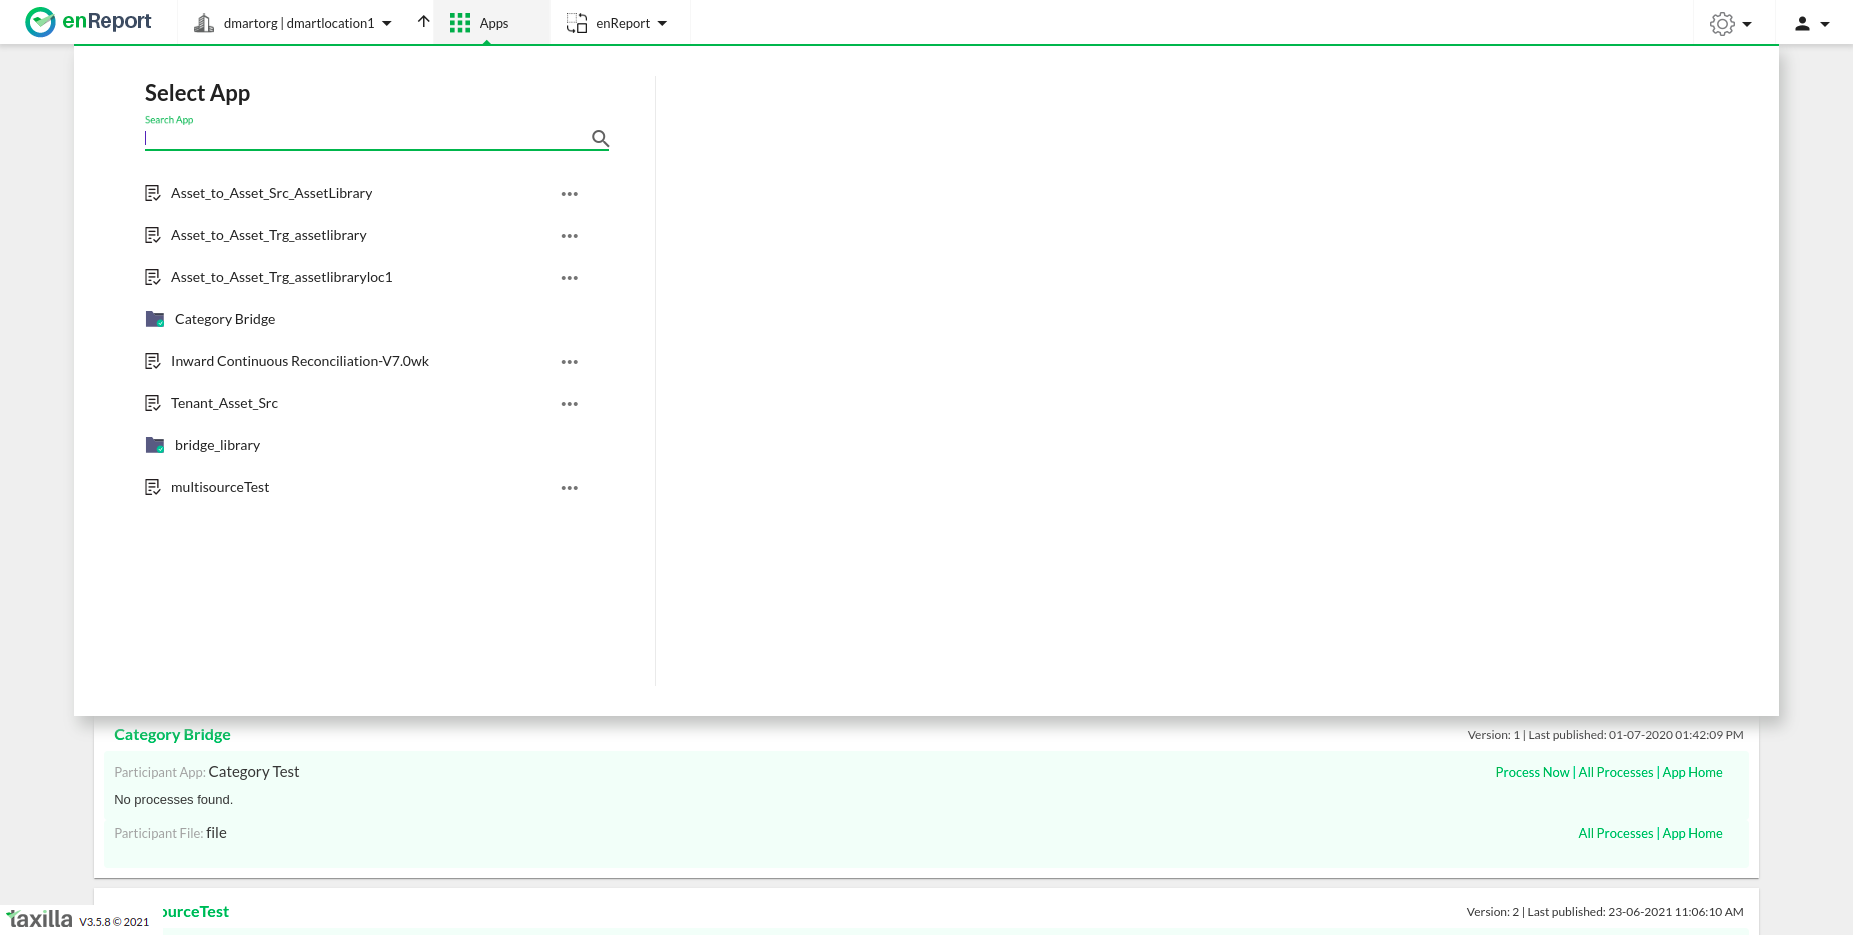 enReport dmartorg | dmartlocation1 Apps enReport
Select App
Search App
Asset_to_Asset_Src_AssetLibrary
Asset_to_Asset_Trg_assetlibrary
Asset_to_Asset_Trg_assetlibraryloc1
Category Bridge
Inward Continuous Reconciliation-V7.0wk
Tenant_Asset_Src
bridge_library
multisourceTest
Category Bridge Version: 1 | Last published: 01-07-2020 01:42:09 PM
Participant App: Category Test Process Now | All Processes | App Home
No processes found.
Participant File: file All Processes | App Home
ourceTest Version: 2 | Last published: 23-06-2021 11:06:10 AM
taxilla V3.5.8 © 2021